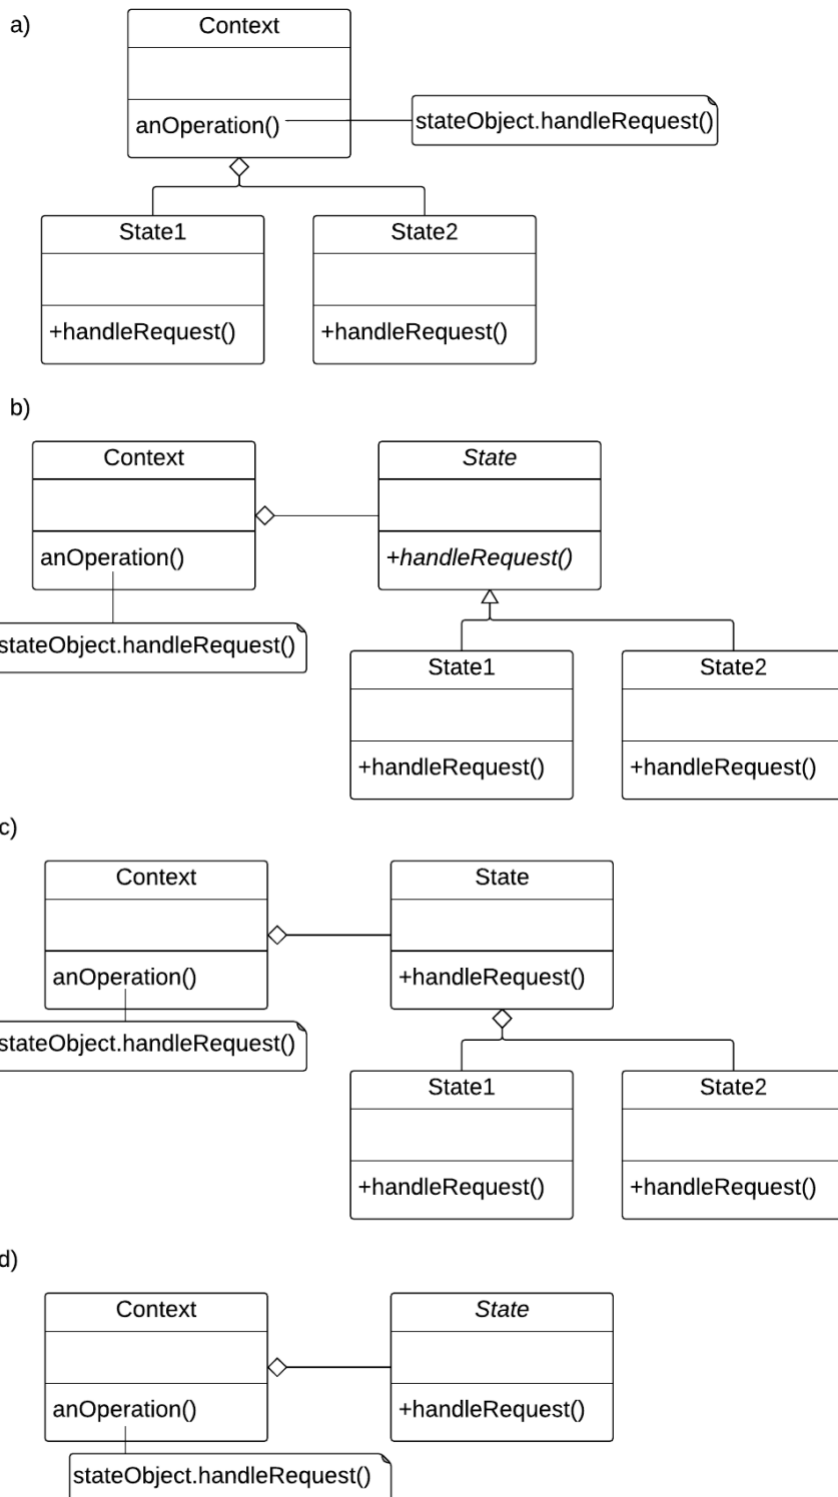 a)
Context
anOperation()
stateObject.handleRequest()
State1
State2
+handleRequest()
+handleRequest()
b)
Context
State
anOperation()
+handleRequest()
stateObject.handleRequest()
State1
State2
+handleRequest()
+handleRequest()
c)
Context
State
anOperation()
+handleRequest()
stateObject.handleRequest()
State1
State2
+handleRequest()
+handleRequest()
d)
Context
State
anOperation()
+handleRequest()
stateObject.handleRequest()